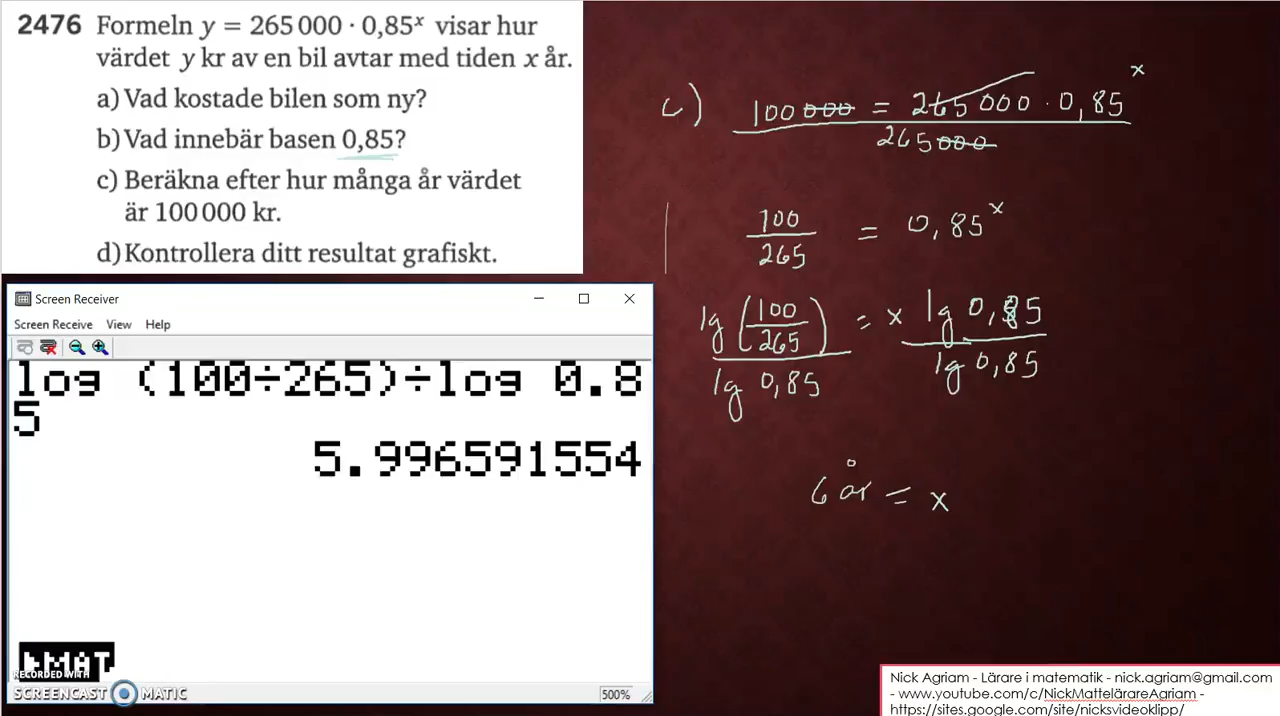 2476 Formeln y = 265 000 · 0,85ˣ visar hur
värdet y kr av en bil avtar med tiden x år.
a) Vad kostade bilen som ny?
b) Vad innebär basen 0,85?
c) Beräkna efter hur många år värdet
är 100 000 kr.
d) Kontrollera ditt resultat grafiskt.
c) 100 000 = 265 000 · 0,85ˣ
265 000
100/265 = 0,85ˣ
lg (100/265) = x lg 0,85
lg 0,85 lg 0,85
6 år = x
Screen Receiver
Screen Receive View Help
log (100÷265)÷log 0.8
5
5.996591554
▶MAT
RECORDED WITH
SCREENCAST MATIC
500%
Nick Agriam - Lärare i matematik - nick.agriam@gmail.com
- www.youtube.com/c/NickMattelärareAgriam -
https://sites.google.com/site/nicksvideoklipp/